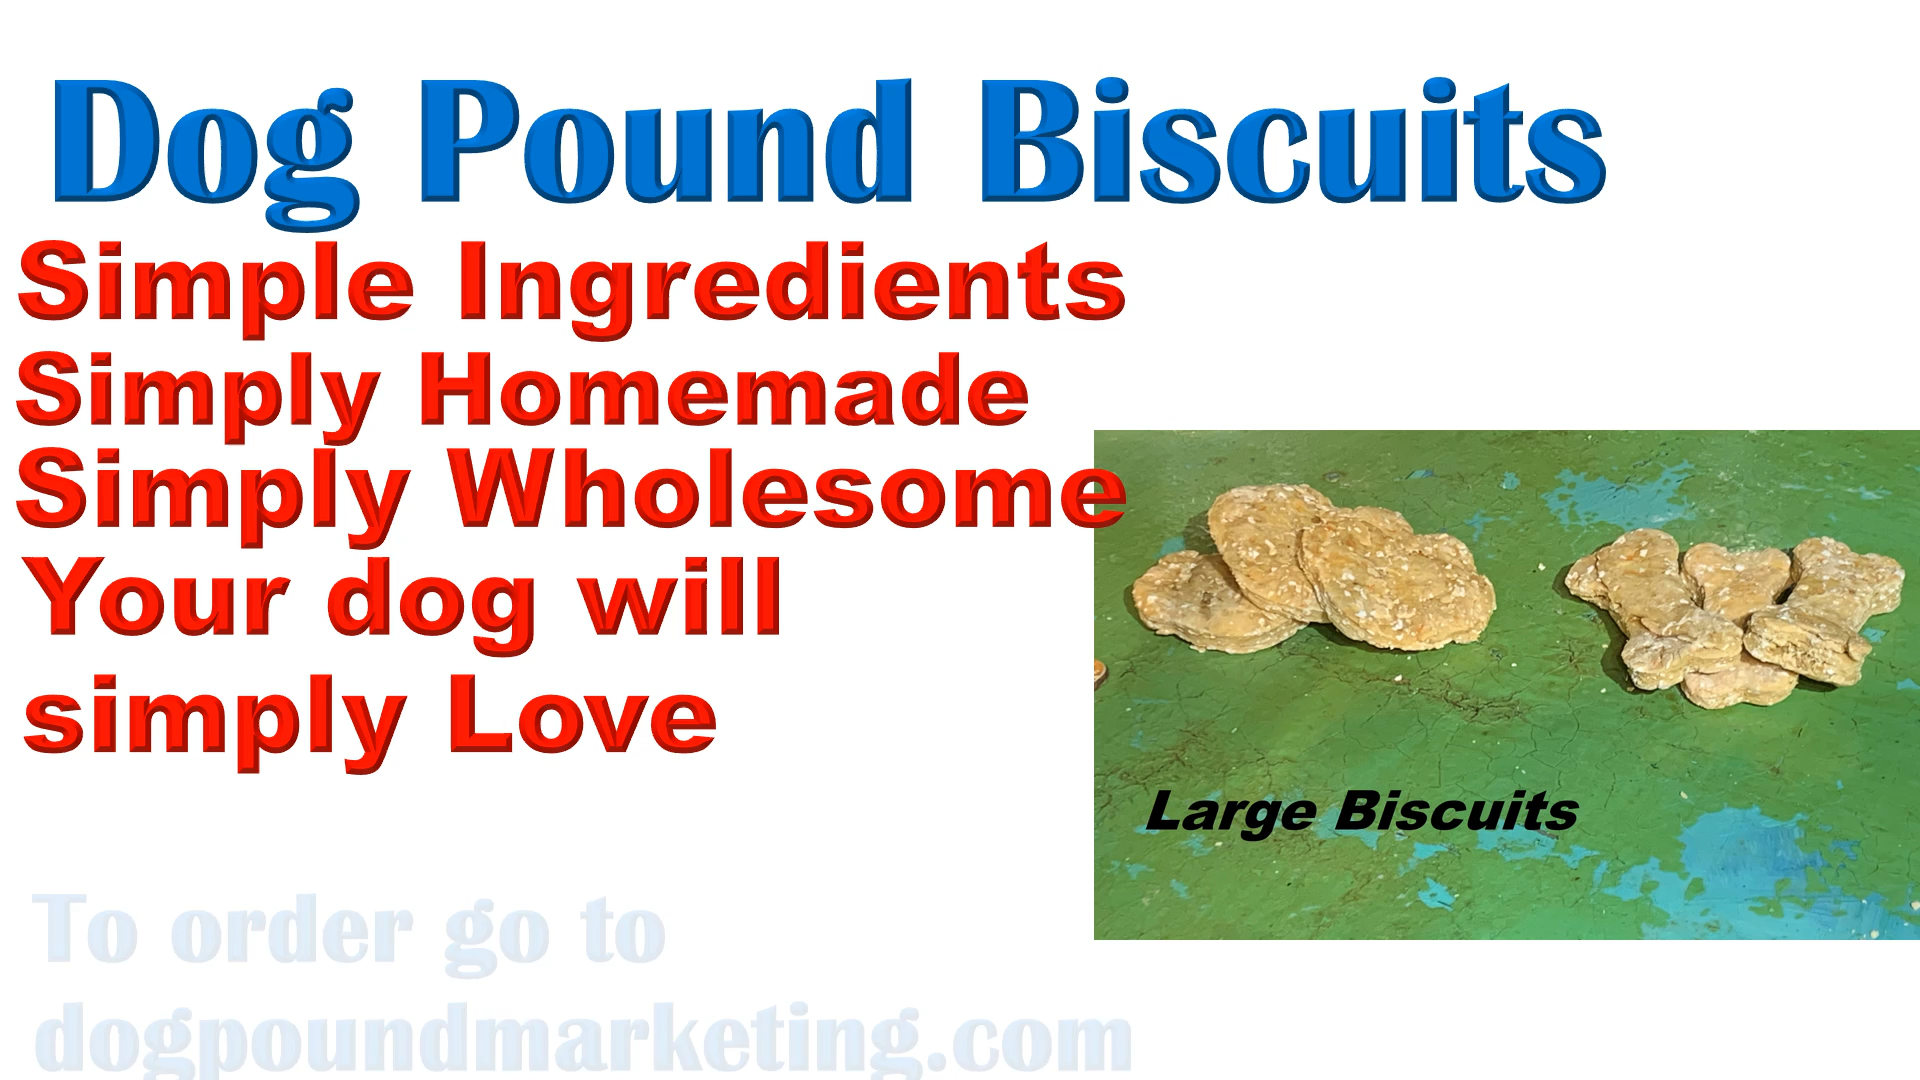 Dog Pound Biscuits
Simple Ingredients
Simply Homemade
Simply Wholesome
Your dog will
simply Love
Large Biscuits
To order go to
dogpoundmarketing.com